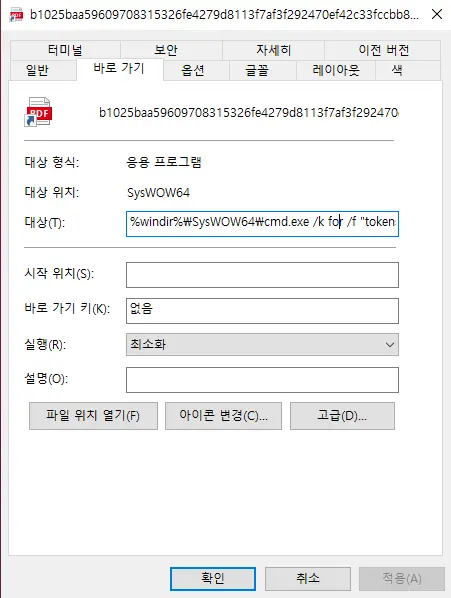 b1025baa59609708315326fe4279d8113f7af3f292470ef42c33fccbb8...
터미널 보안 자세히 이전 버전
일반 바로 가기 옵션 글꼴 레이아웃 색
PDF
b1025baa59609708315326fe4279d8113f7af3f292470
대상 형식: 응용 프로그램
대상 위치: SysWOW64
대상(T): %windir%\SysWOW64\cmd.exe /k for /f "token
시작 위치(S):
바로 가기 키(K): 없음
실행(R): 최소화
설명(O):
파일 위치 열기(F) 아이콘 변경(C)... 고급(D)...
확인 취소 적용(A)